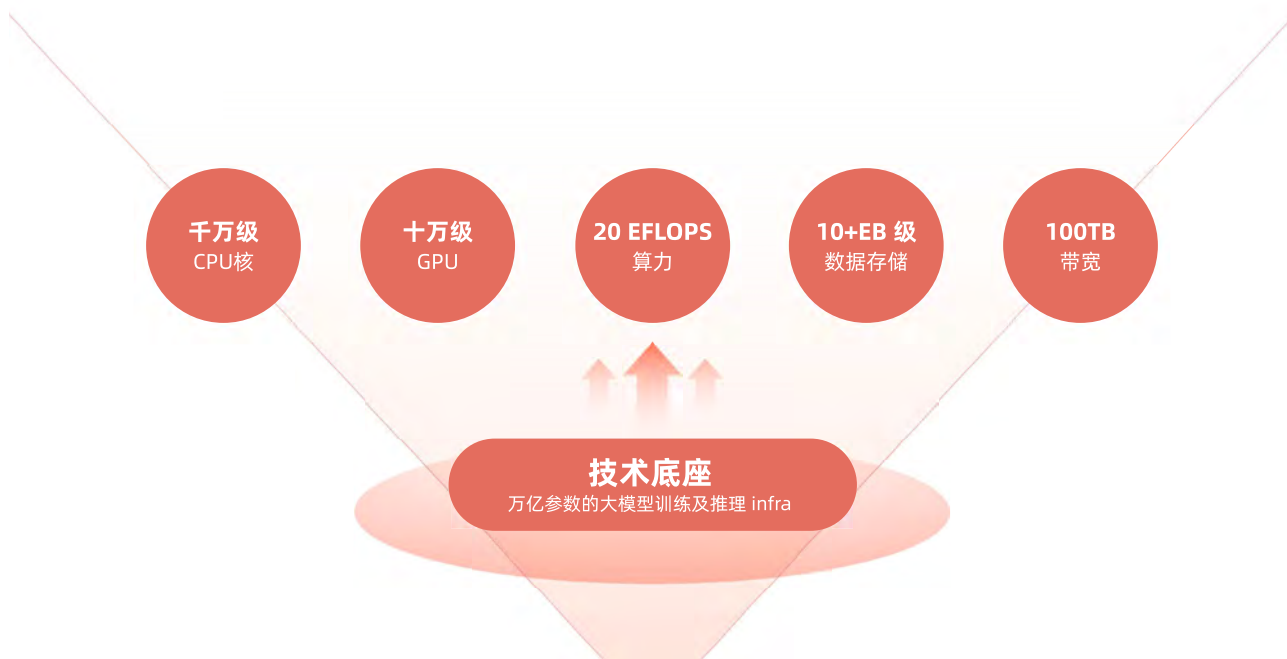 千万级
CPU核
十万级
GPU
20 EFLOPS
算力
10+EB 级
数据存储
100TB
带宽
技术底座
万亿参数的大模型训练及推理 infra